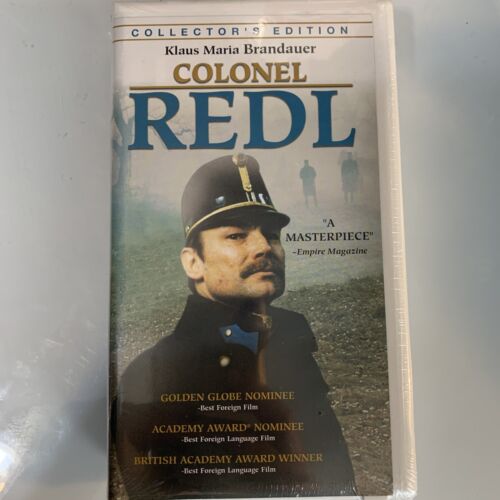 COLLECTOR'S EDITION
Klaus Maria Brandauer
COLONEL
REDL
"A
MASTERPIECE"
-Empire Magazine
GOLDEN GLOBE NOMINEE
-Best Foreign Film
ACADEMY AWARD® NOMINEE
-Best Foreign Language Film
BRITISH ACADEMY AWARD WINNER
-Best Foreign Language Film